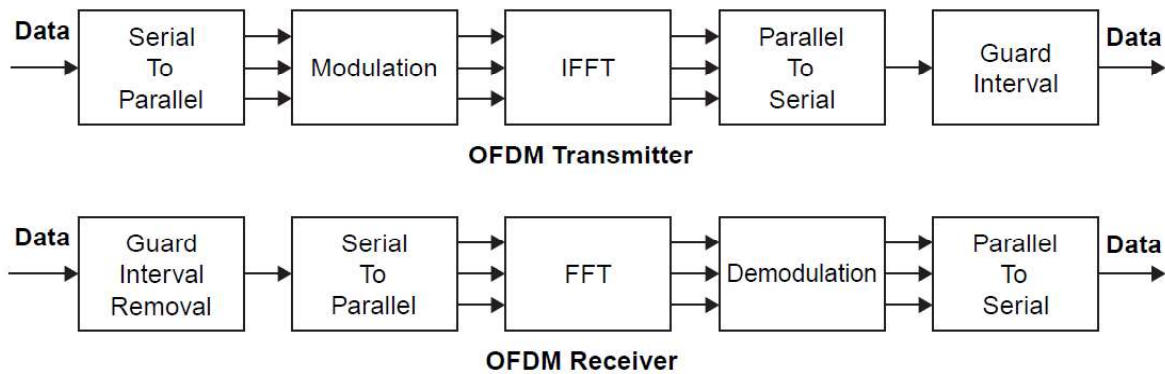 Data
Serial
To
Parallel
Modulation
IFFT
Parallel
To
Serial
Guard
Interval
Data
OFDM Transmitter
Data
Guard
Interval
Removal
Serial
To
Parallel
FFT
Demodulation
Parallel
To
Serial
Data
OFDM Receiver